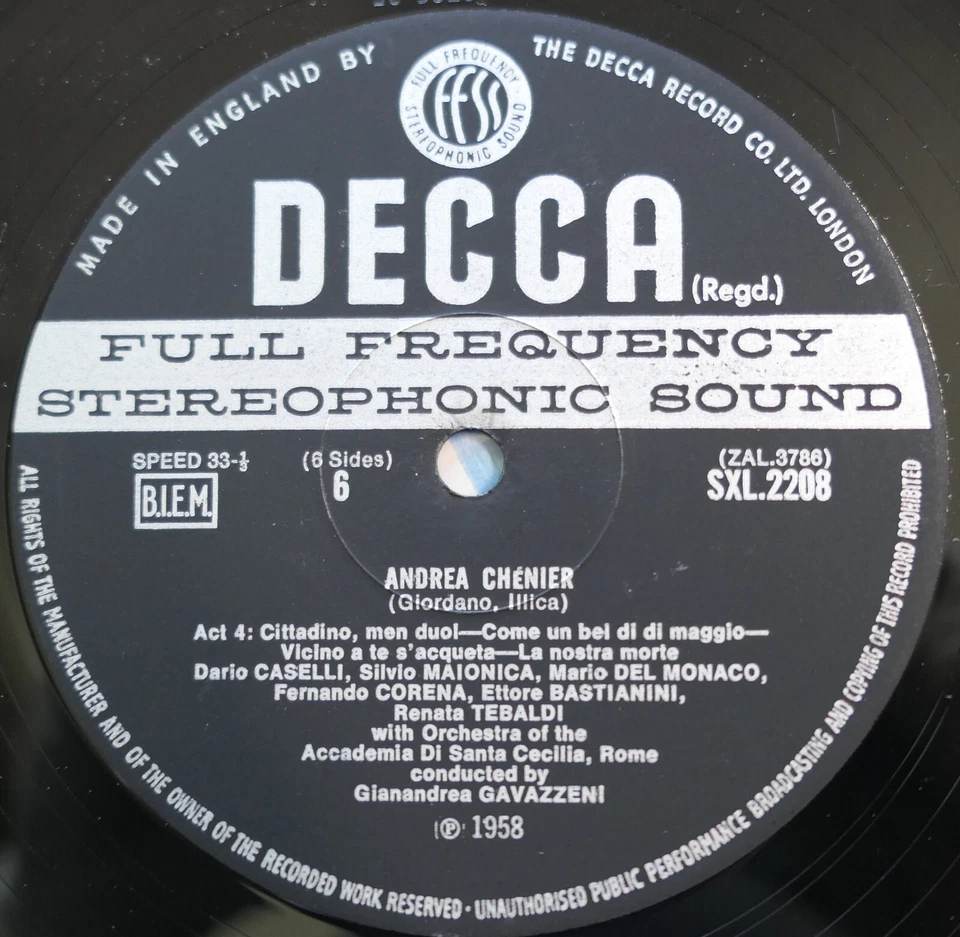 MADE IN ENGLAND BY
THE DECCA RECORD CO. LTD. LONDON
FULL FREQUENCY
FFSS
STEREOPHONIC SOUND
DECCA (Regd.)
FULL FREQUENCY
STEREOPHONIC SOUND
SPEED 33-⅓ (6 Sides) (ZAL.3786)
B.I.E.M. 6 SXL.2208
ANDREA CHÉNIER
(Giordano, Illica)
Act 4: Cittadino, men duol—Come un bel di di maggio—
Vicino a te s'acqueta—La nostra morte
Dario CASELLI, Silvio MAIONICA, Mario DEL MONACO,
Fernando CORENA, Ettore BASTIANINI,
Renata TEBALDI
with Orchestra of the
Accademia Di Santa Cecilia, Rome
conducted by
Gianandrea GAVAZZENI
℗ 1958
ALL RIGHTS OF THE MANUFACTURER AND OF THE OWNER OF THE RECORDED WORK RESERVED · UNAUTHORISED PUBLIC PERFORMANCE BROADCASTING AND COPYING OF THIS RECORD PROHIBITED